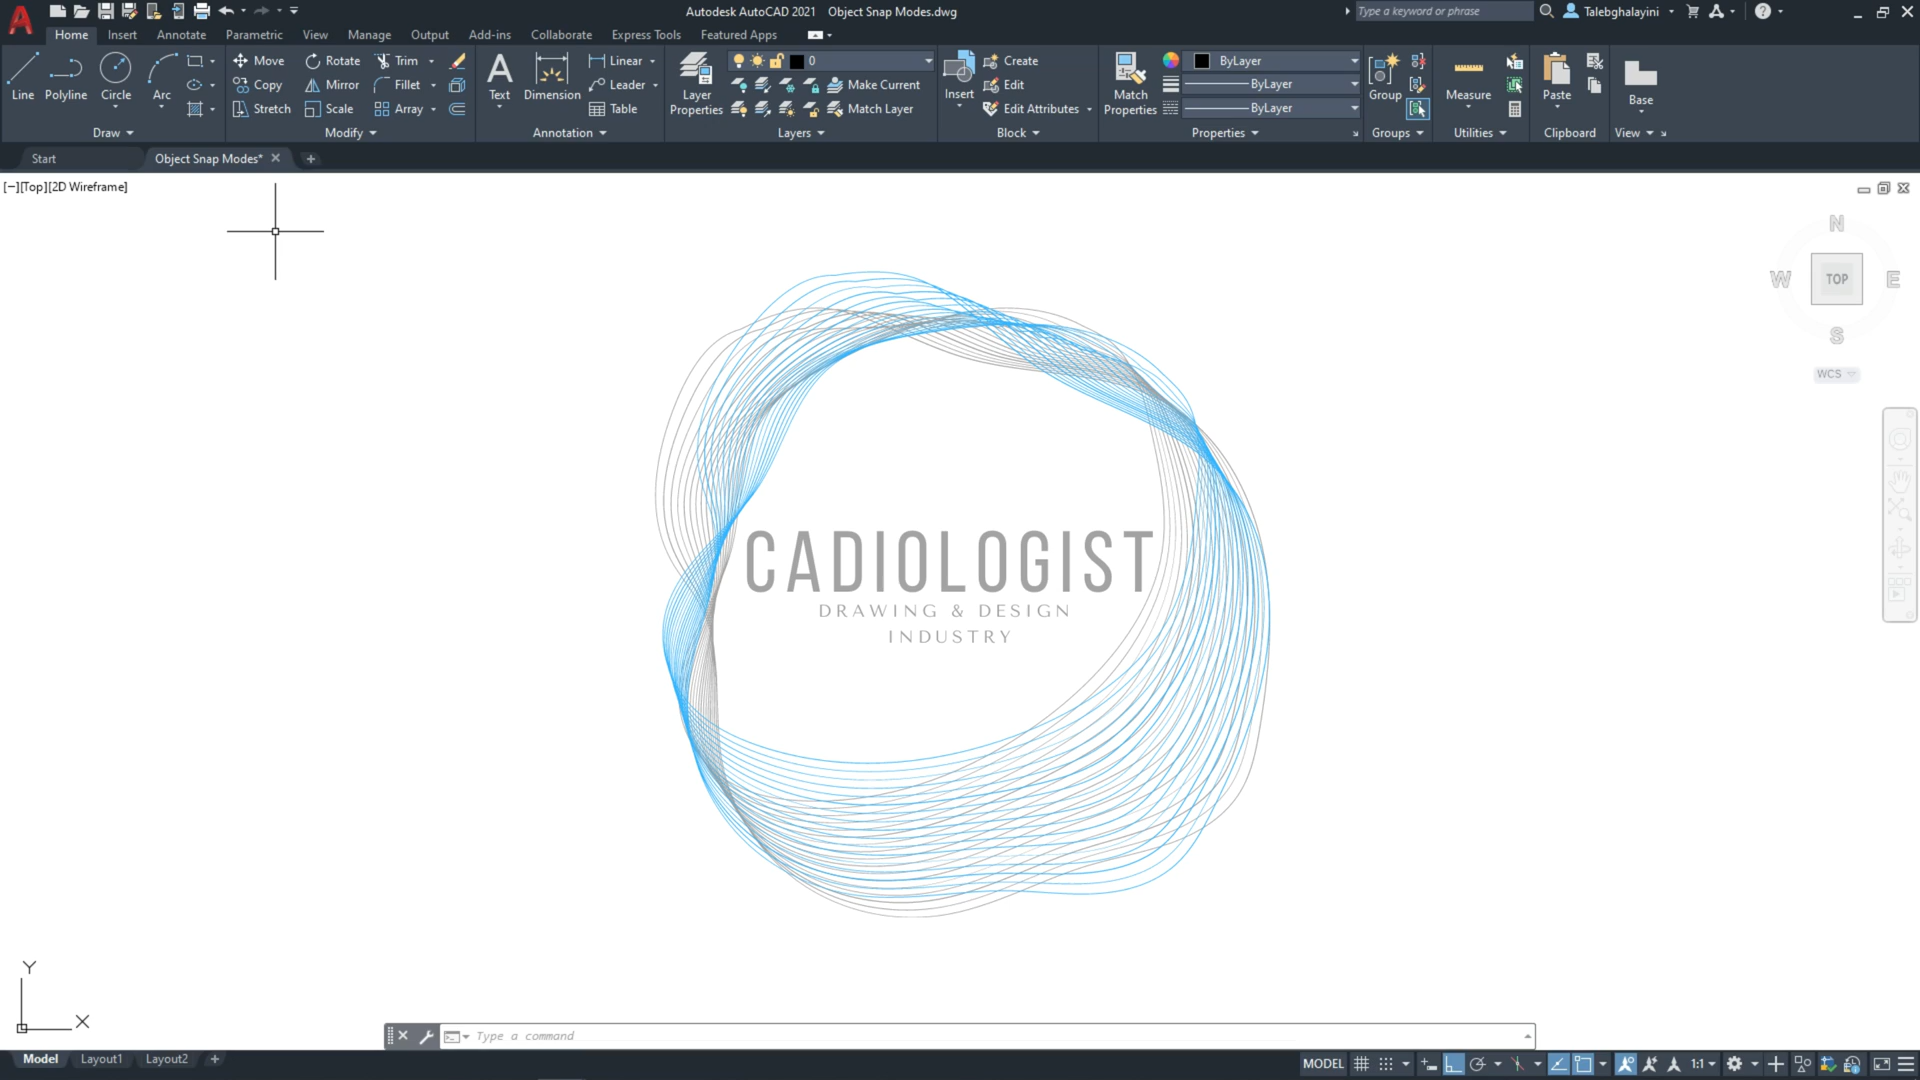 Autodesk AutoCAD 2021 Object Snap Modes.dwg
Type a keyword or phrase
Talebghalayini
Home Insert Annotate Parametric View Manage Output Add-ins Collaborate Express Tools Featured Apps
Line Polyline Circle Arc
Move Rotate Trim
Copy Mirror Fillet
Stretch Scale Array
Text Dimension
Linear
Leader
Table
Layer Properties
0
Make Current
Match Layer
Insert
Create
Edit
Edit Attributes
Match Properties
ByLayer
ByLayer
ByLayer
Group
Measure
Paste
Base
Draw Modify Annotation Layers Block Properties Groups Utilities Clipboard View
Start Object Snap Modes*
[−][Top][2D Wireframe]
N
W TOP E
S
WCS
CADIOLOGIST
DRAWING & DESIGN
INDUSTRY
Y
X
Type a command
Model Layout1 Layout2
MODEL 1:1